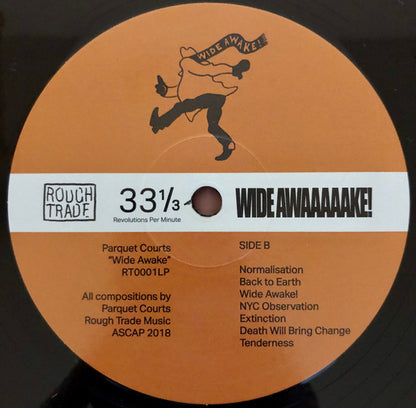 WIDE AWAKE!
ROUGH
TRADE
33⅓
Revolutions Per Minute
WIDE AWAAAAAKE!
Parquet Courts
"Wide Awake"
RT0001LP
All compositions by
Parquet Courts
Rough Trade Music
ASCAP 2018
SIDE B
Normalisation
Back to Earth
Wide Awake!
NYC Observation
Extinction
Death Will Bring Change
Tenderness